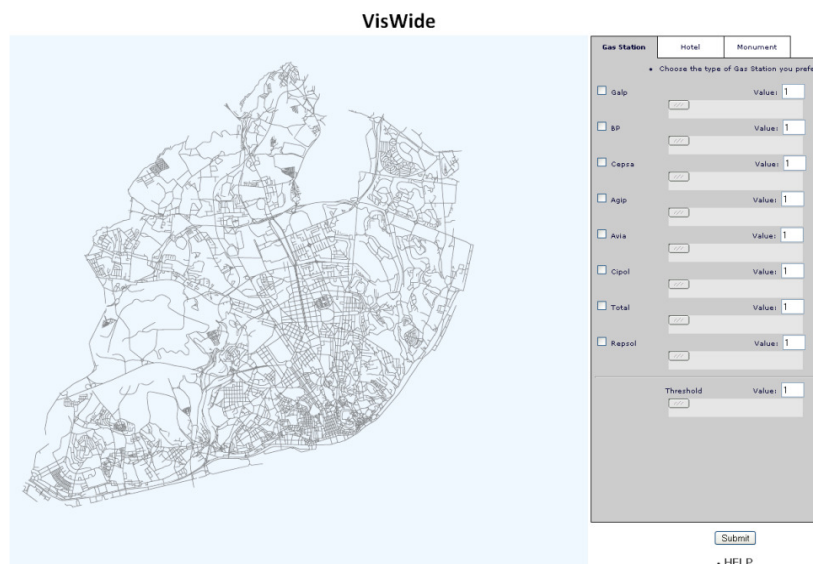 VisWide
Gas Station Hotel Monument
• Choose the type of Gas Station you prefe
Galp Value: 1
BP Value: 1
Cepsa Value: 1
Agip Value: 1
Avia Value: 1
Cipol Value: 1
Total Value: 1
Repsol Value: 1
Threshold Value: 1
Submit
• HELP